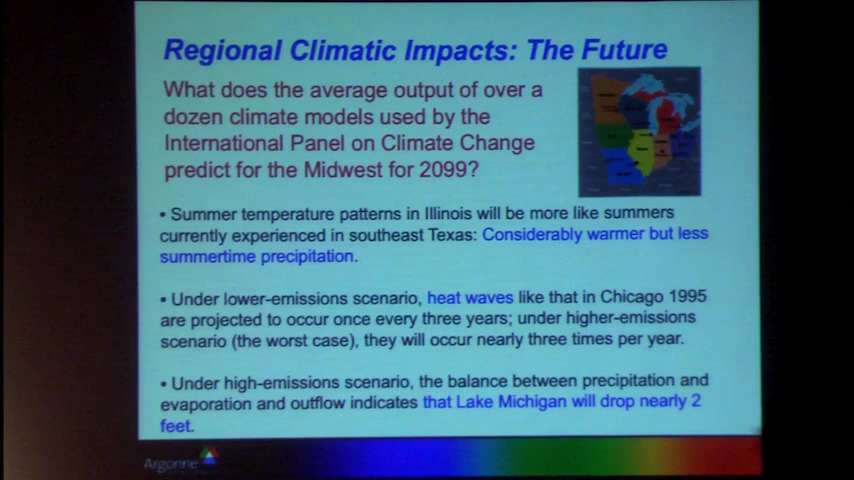 Regional Climatic Impacts: The Future
What does the average output of over a
dozen climate models used by the
International Panel on Climate Change
predict for the Midwest for 2099?
• Summer temperature patterns in Illinois will be more like summers
currently experienced in southeast Texas: Considerably warmer but less
summertime precipitation.
• Under lower-emissions scenario, heat waves like that in Chicago 1995
are projected to occur once every three years; under higher-emissions
scenario (the worst case), they will occur nearly three times per year.
• Under high-emissions scenario, the balance between precipitation and
evaporation and outflow indicates that Lake Michigan will drop nearly 2
feet.
Argonne